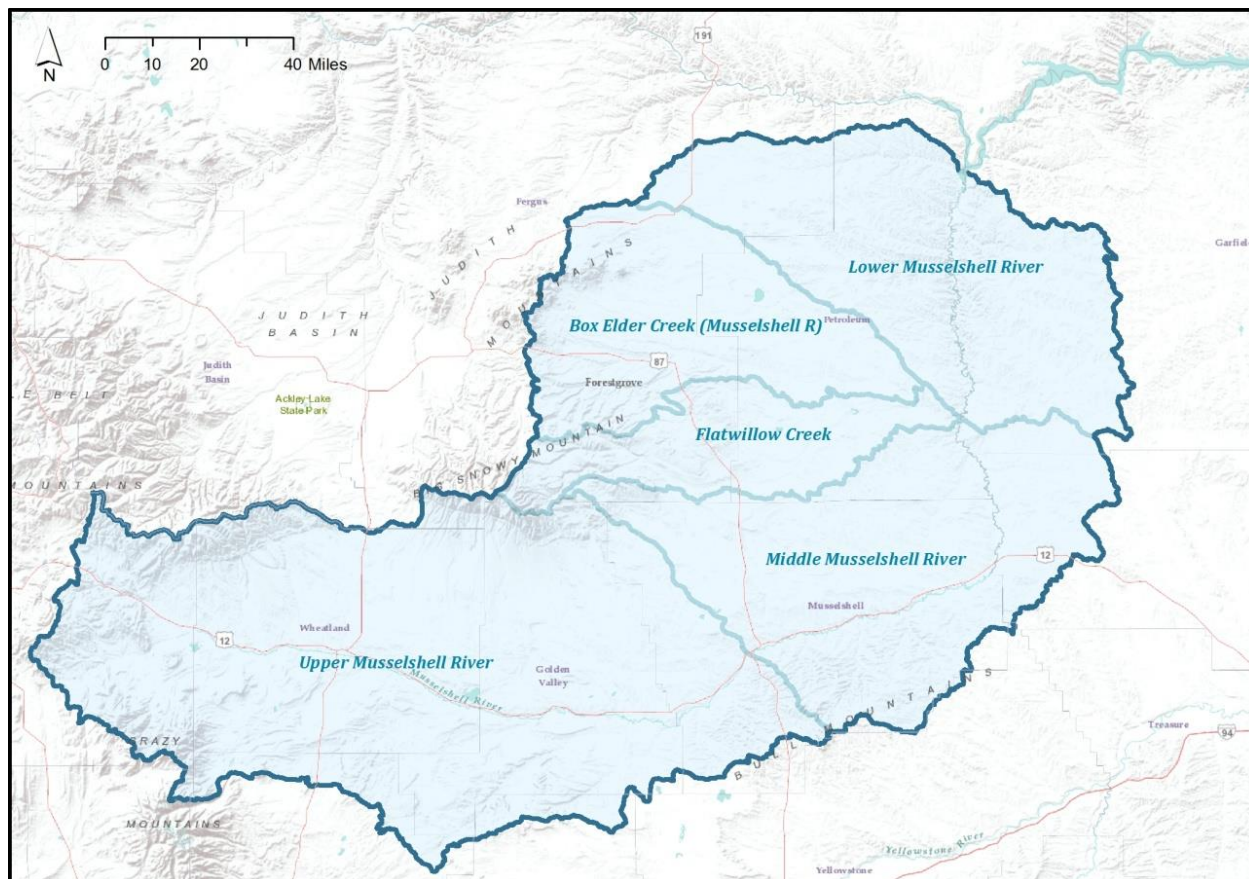 191
0 10 20 40 Miles
N
Fergus
JUDITH
MOUNTAINS
Garfield
Lower Musselshell River
JUDITH
BASIN
Box Elder Creek (Musselshell R)
Petroleum
87
Judith
Basin
Forestgrove
Ackley Lake
State Park
BELT
Flatwillow Creek
BIG SNOWY MOUNTAIN
MOUNTAINS
Middle Musselshell River
12
Musselshell
Wheatland
12
Upper Musselshell River
Golden
Valley
Musselshell River
BULL MOUNTAINS
Treasure
94
CRAZY
MOUNTAINS
Yellowstone River
Yellowstone